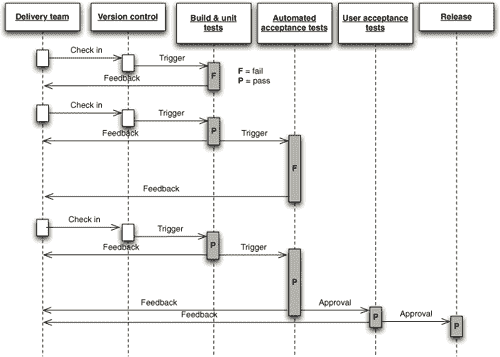 Delivery team
Version control
Build & unit
tests
Automated
acceptance tests
User acceptance
tests
Release
Check in
Trigger
Feedback
F
F = fail
P = pass
Check in
Trigger
P
Feedback
Trigger
F
Feedback
Check in
Trigger
P
Feedback
Trigger
P
Feedback
Approval
P
Feedback
Approval
P